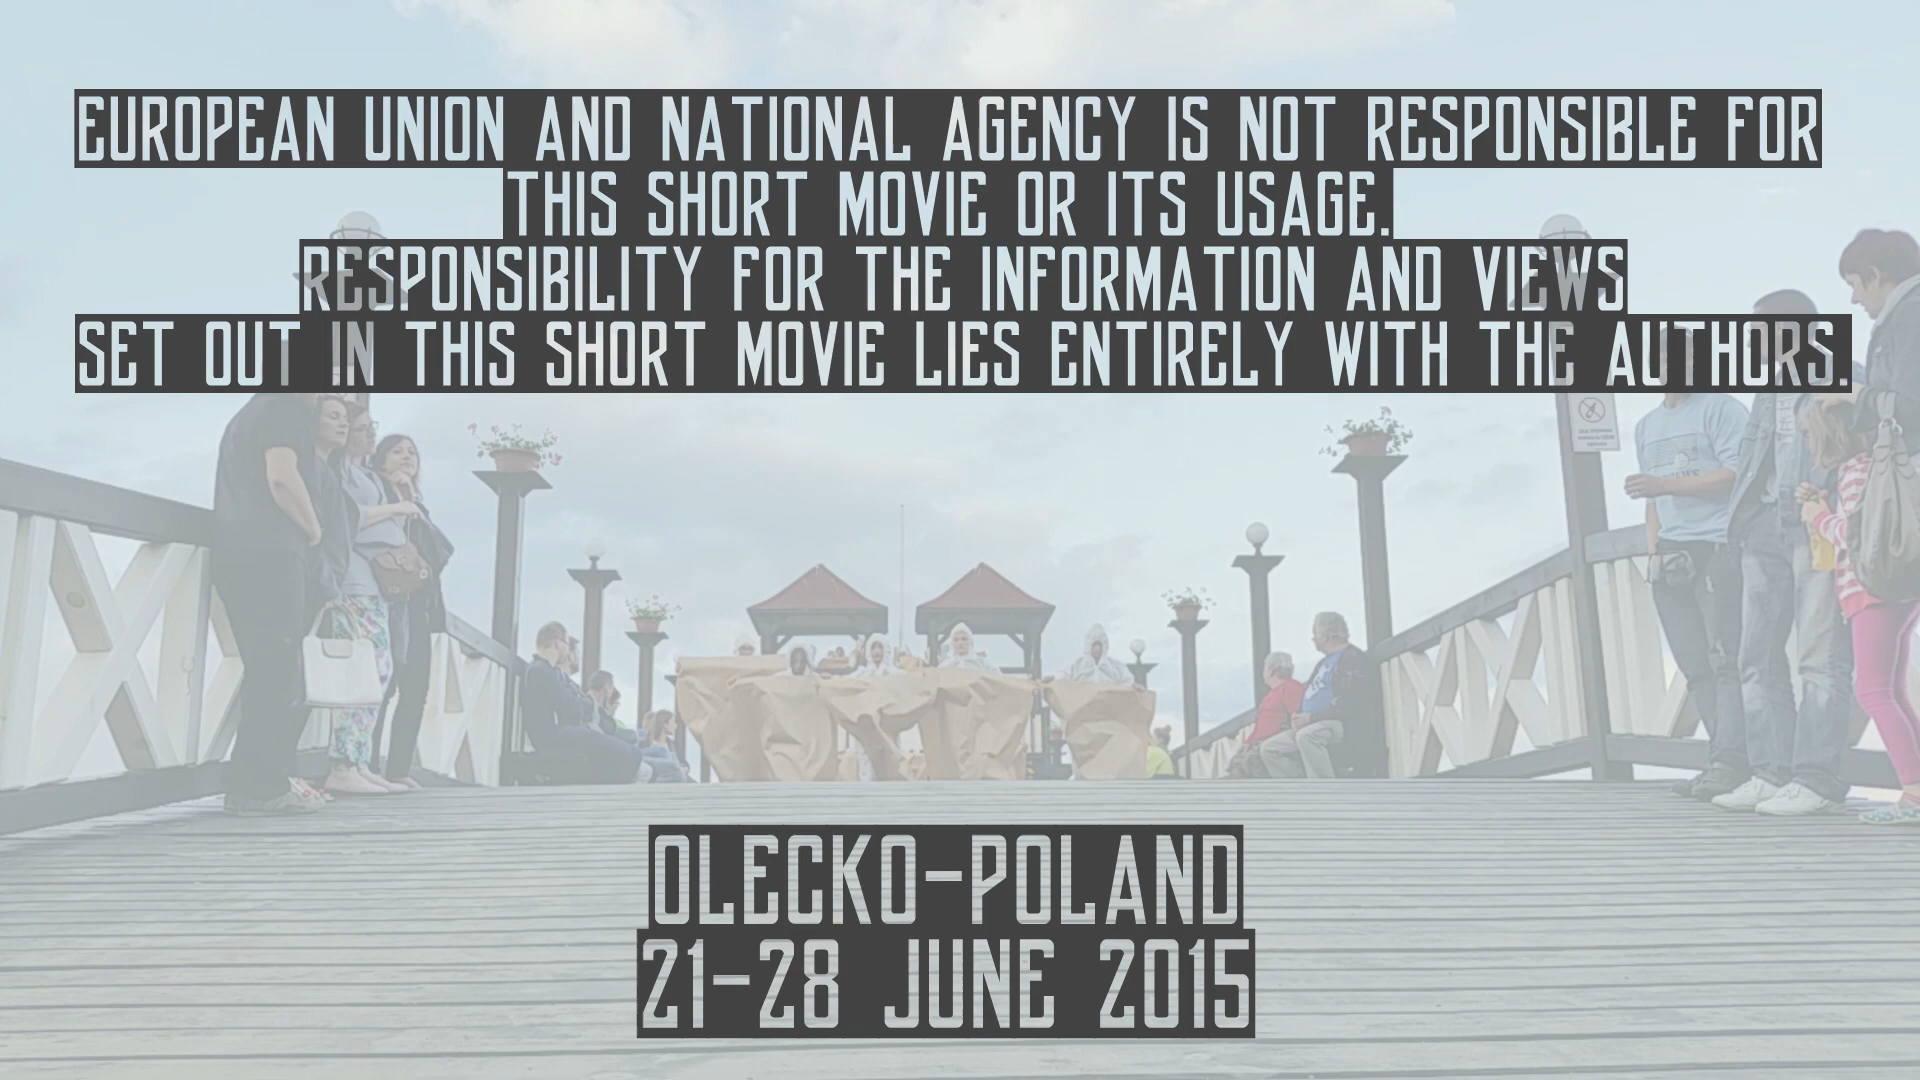 EUROPEAN UNION AND NATIONAL AGENCY IS NOT RESPONSIBLE FOR
THIS SHORT MOVIE OR ITS USAGE.
RESPONSIBILITY FOR THE INFORMATION AND VIEWS
SET OUT IN THIS SHORT MOVIE LIES ENTIRELY WITH THE AUTHORS.
OLECKO-POLAND
21-28 JUNE 2015